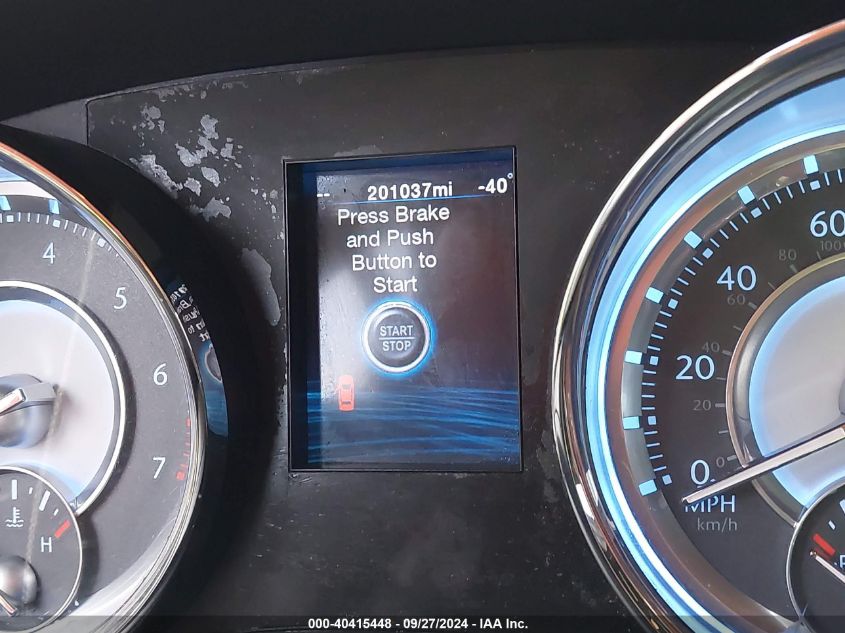 -- 201037mi -40°
Press Brake
and Push
Button to
Start
START
STOP
4
5
6
7
H
60
100
80
40
60
40
20
20
0
MPH
km/h
000-40415448 - 09/27/2024 - IAA Inc.